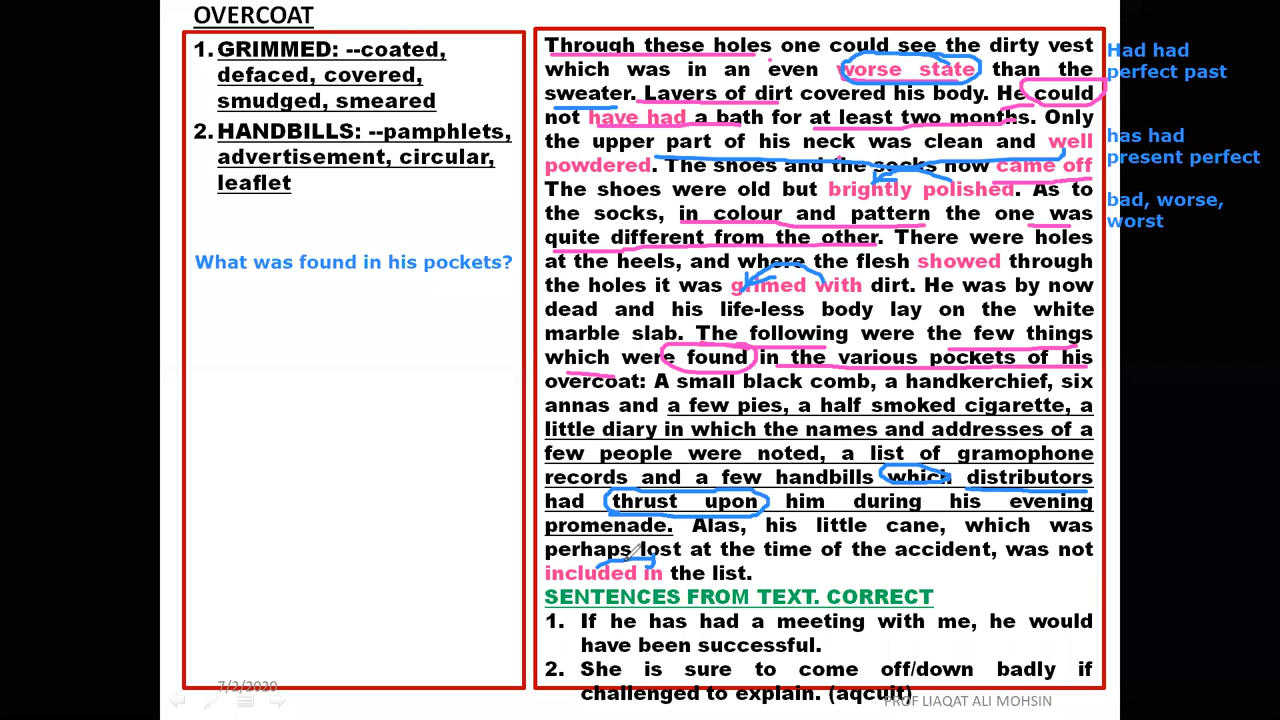 OVERCOAT
1. GRIMMED: --coated,
defaced, covered,
smudged, smeared
2. HANDBILLS: --pamphlets,
advertisement, circular,
leaflet
What was found in his pockets?
Through these holes one could see the dirty vest
which was in an even worse state than the
sweater. Layers of dirt covered his body. He could
not have had a bath for at least two months. Only
the upper part of his neck was clean and well
powdered. The shoes and the socks now came off
The shoes were old but brightly polished. As to
the socks, in colour and pattern the one was
quite different from the other. There were holes
at the heels, and where the flesh showed through
the holes it was grimed with dirt. He was by now
dead and his life-less body lay on the white
marble slab. The following were the few things
which were found in the various pockets of his
overcoat: A small black comb, a handkerchief, six
annas and a few pies, a half smoked cigarette, a
little diary in which the names and addresses of a
few people were noted, a list of gramophone
records and a few handbills which distributors
had thrust upon him during his evening
promenade. Alas, his little cane, which was
perhaps lost at the time of the accident, was not
included in the list.
SENTENCES FROM TEXT. CORRECT
1. If he has had a meeting with me, he would
have been successful.
2. She is sure to come off/down badly if
challenged to explain. (aqcuit)
Had had
perfect past
has had
present perfect
bad, worse,
worst
7/2/2020
PROF LIAQAT ALI MOHSIN